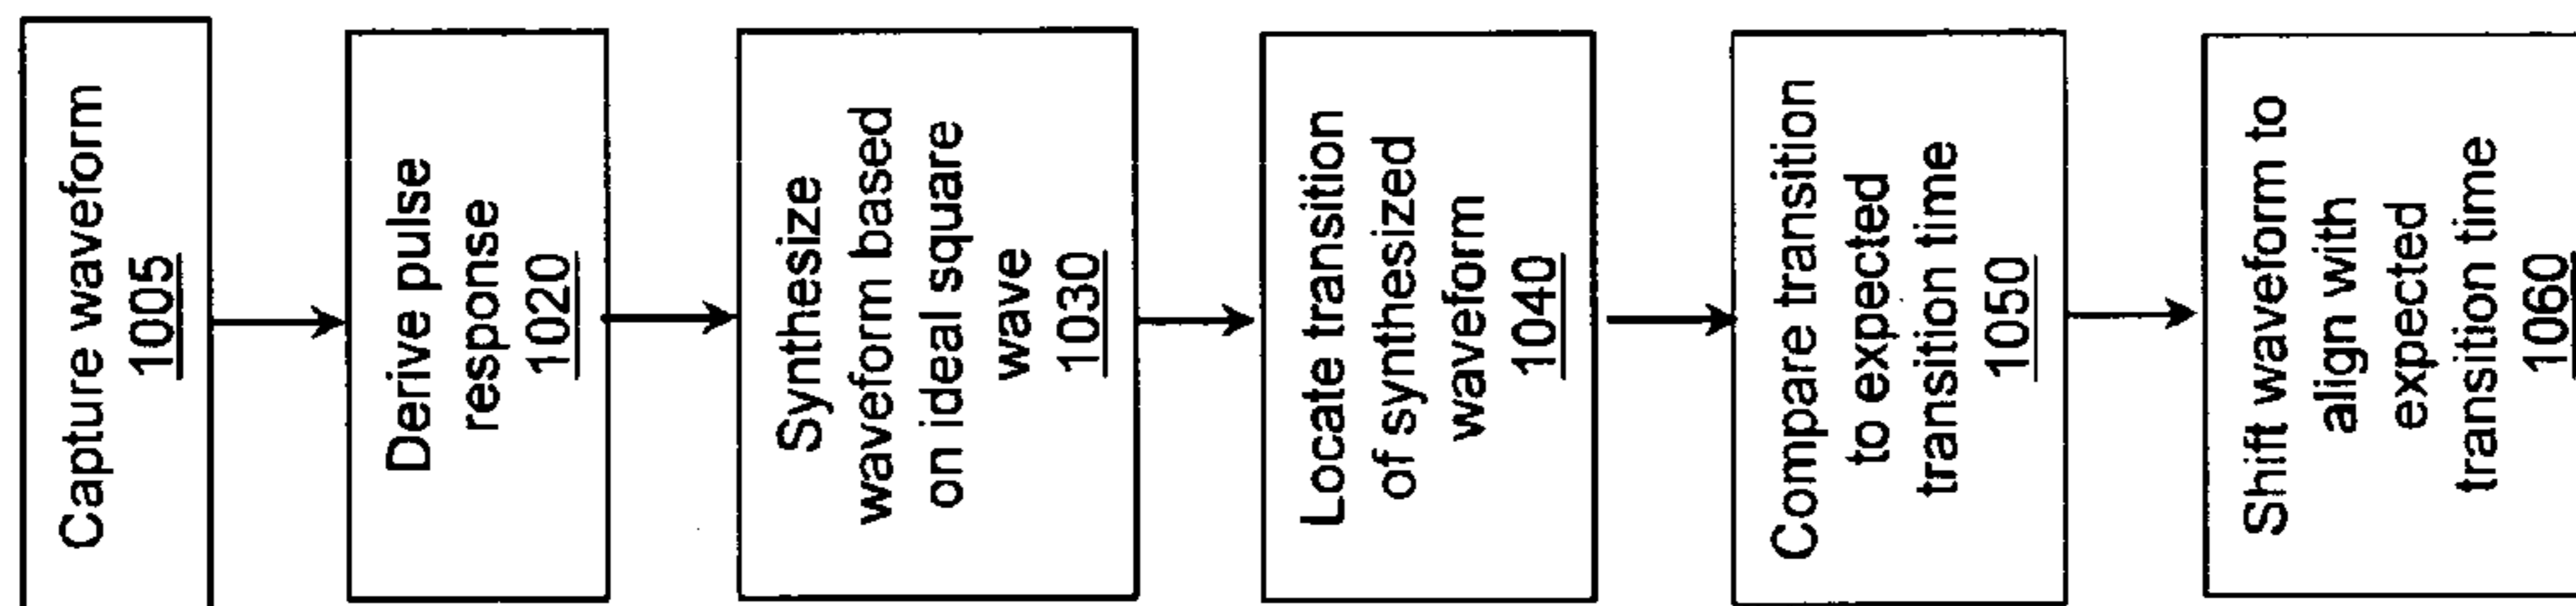 Capture waveform
1005
Derive pulse
response
1020
Synthesize
waveform based
on ideal square
wave
1030
Locate transition
of synthesized
waveform
1040
Compare transition
to expected
transition time
1050
Shift waveform to
align with
expected
transition time
1060